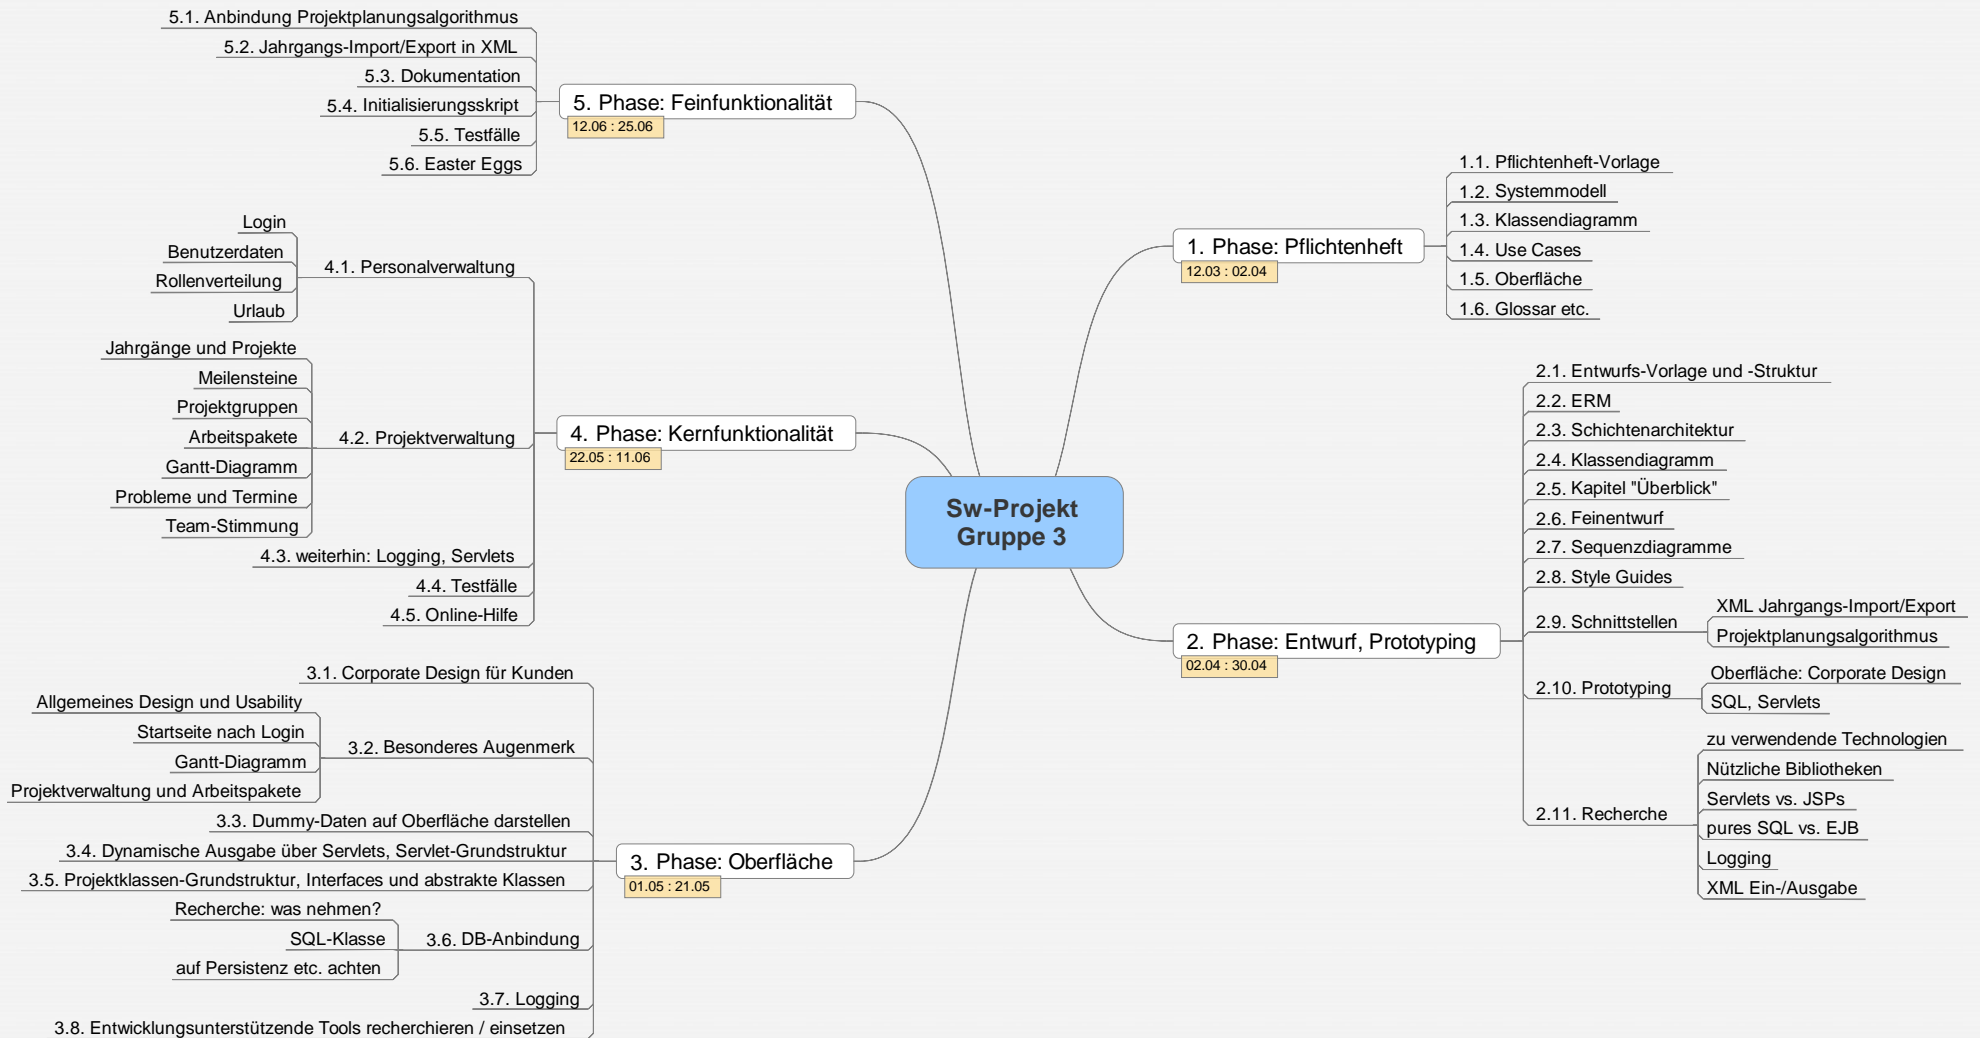 Sw-Projekt
Gruppe 3
1. Phase: Pflichtenheft
12.03 : 02.04
1.1. Pflichtenheft-Vorlage
1.2. Systemmodell
1.3. Klassendiagramm
1.4. Use Cases
1.5. Oberfläche
1.6. Glossar etc.
2. Phase: Entwurf, Prototyping
02.04 : 30.04
2.1. Entwurfs-Vorlage und -Struktur
2.2. ERM
2.3. Schichtenarchitektur
2.4. Klassendiagramm
2.5. Kapitel "Überblick"
2.6. Feinentwurf
2.7. Sequenzdiagramme
2.8. Style Guides
2.9. Schnittstellen
XML Jahrgangs-Import/Export
Projektplanungsalgorithmus
2.10. Prototyping
Oberfläche: Corporate Design
SQL, Servlets
2.11. Recherche
zu verwendende Technologien
Nützliche Bibliotheken
Servlets vs. JSPs
pures SQL vs. EJB
Logging
XML Ein-/Ausgabe
3. Phase: Oberfläche
01.05 : 21.05
3.1. Corporate Design für Kunden
3.2. Besonderes Augenmerk
Allgemeines Design und Usability
Startseite nach Login
Gantt-Diagramm
Projektverwaltung und Arbeitspakete
3.3. Dummy-Daten auf Oberfläche darstellen
3.4. Dynamische Ausgabe über Servlets, Servlet-Grundstruktur
3.5. Projektklassen-Grundstruktur, Interfaces und abstrakte Klassen
3.6. DB-Anbindung
Recherche: was nehmen?
SQL-Klasse
auf Persistenz etc. achten
3.7. Logging
3.8. Entwicklungsunterstützende Tools recherchieren / einsetzen
4. Phase: Kernfunktionalität
22.05 : 11.06
4.1. Personalverwaltung
Login
Benutzerdaten
Rollenverteilung
Urlaub
4.2. Projektverwaltung
Jahrgänge und Projekte
Meilensteine
Projektgruppen
Arbeitspakete
Gantt-Diagramm
Probleme und Termine
Team-Stimmung
4.3. weiterhin: Logging, Servlets
4.4. Testfälle
4.5. Online-Hilfe
5. Phase: Feinfunktionalität
12.06 : 25.06
5.1. Anbindung Projektplanungsalgorithmus
5.2. Jahrgangs-Import/Export in XML
5.3. Dokumentation
5.4. Initialisierungsskript
5.5. Testfälle
5.6. Easter Eggs